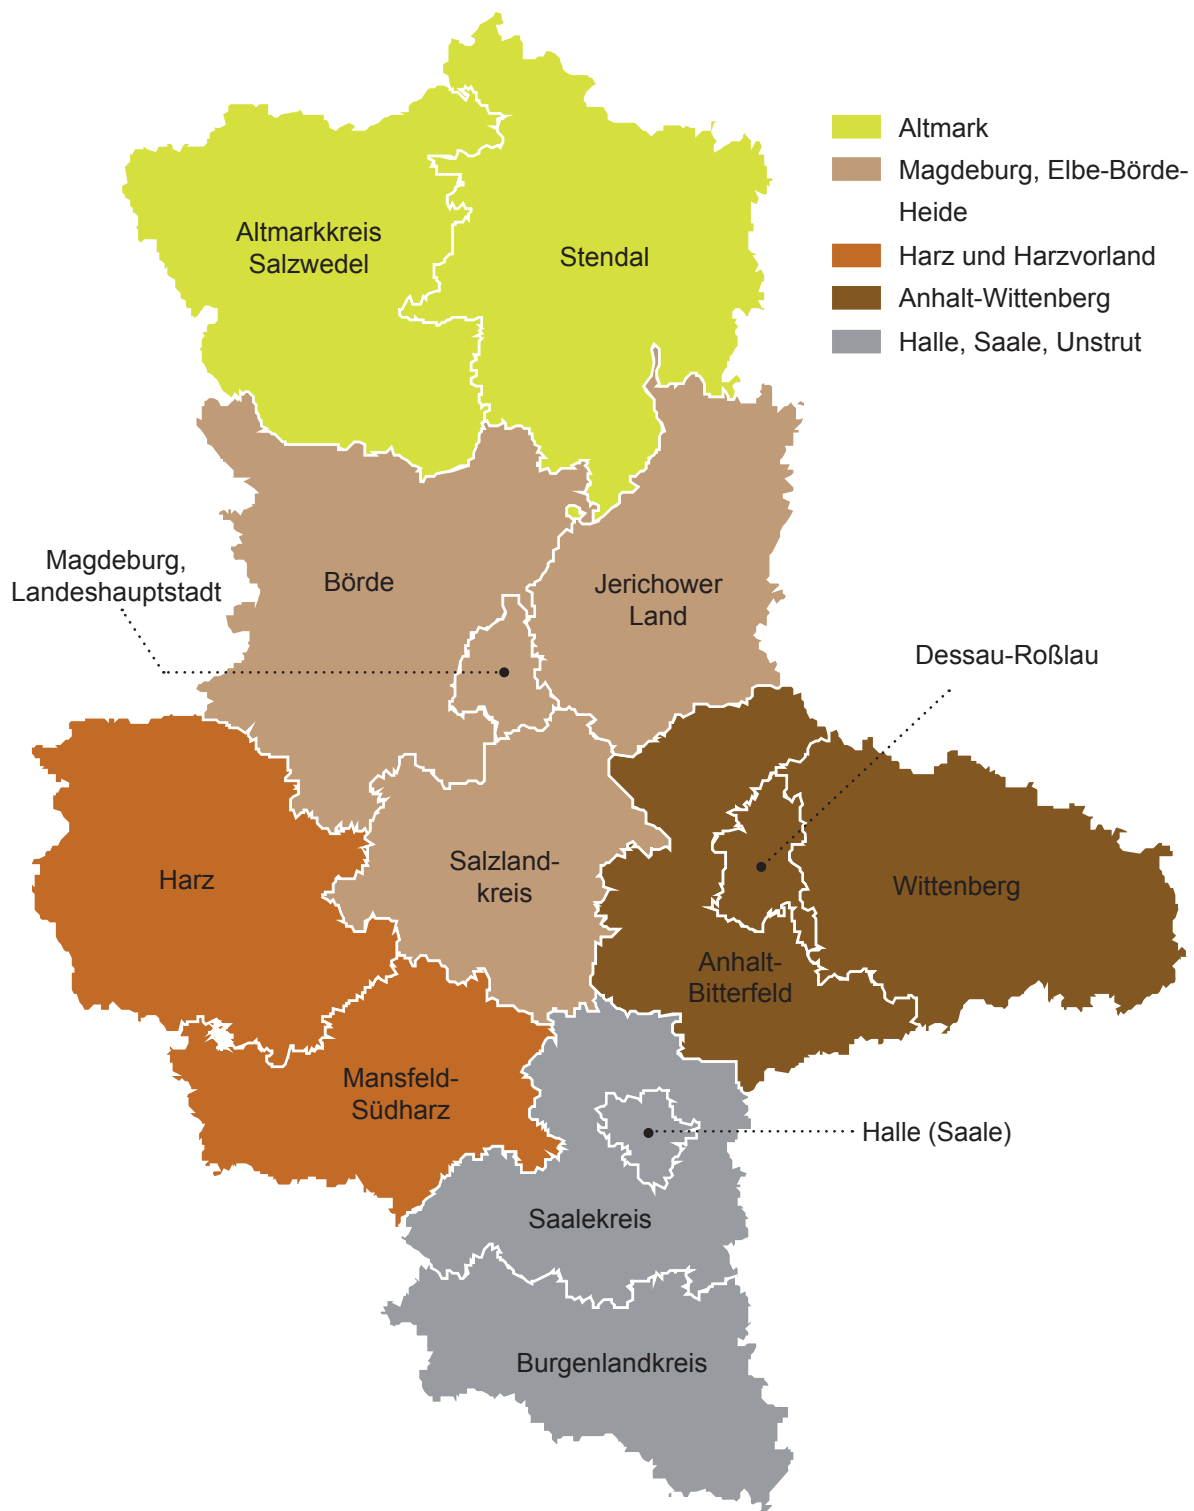 Altmark
Magdeburg, Elbe-Börde-
Heide
Harz und Harzvorland
Anhalt-Wittenberg
Halle, Saale, Unstrut
Altmarkkreis
Salzwedel
Stendal
Magdeburg,
Landeshauptstadt
Börde
Jerichower
Land
Dessau-Roßlau
Harz
Salzland-
kreis
Wittenberg
Anhalt-
Bitterfeld
Mansfeld-
Südharz
Halle (Saale)
Saalekreis
Burgenlandkreis